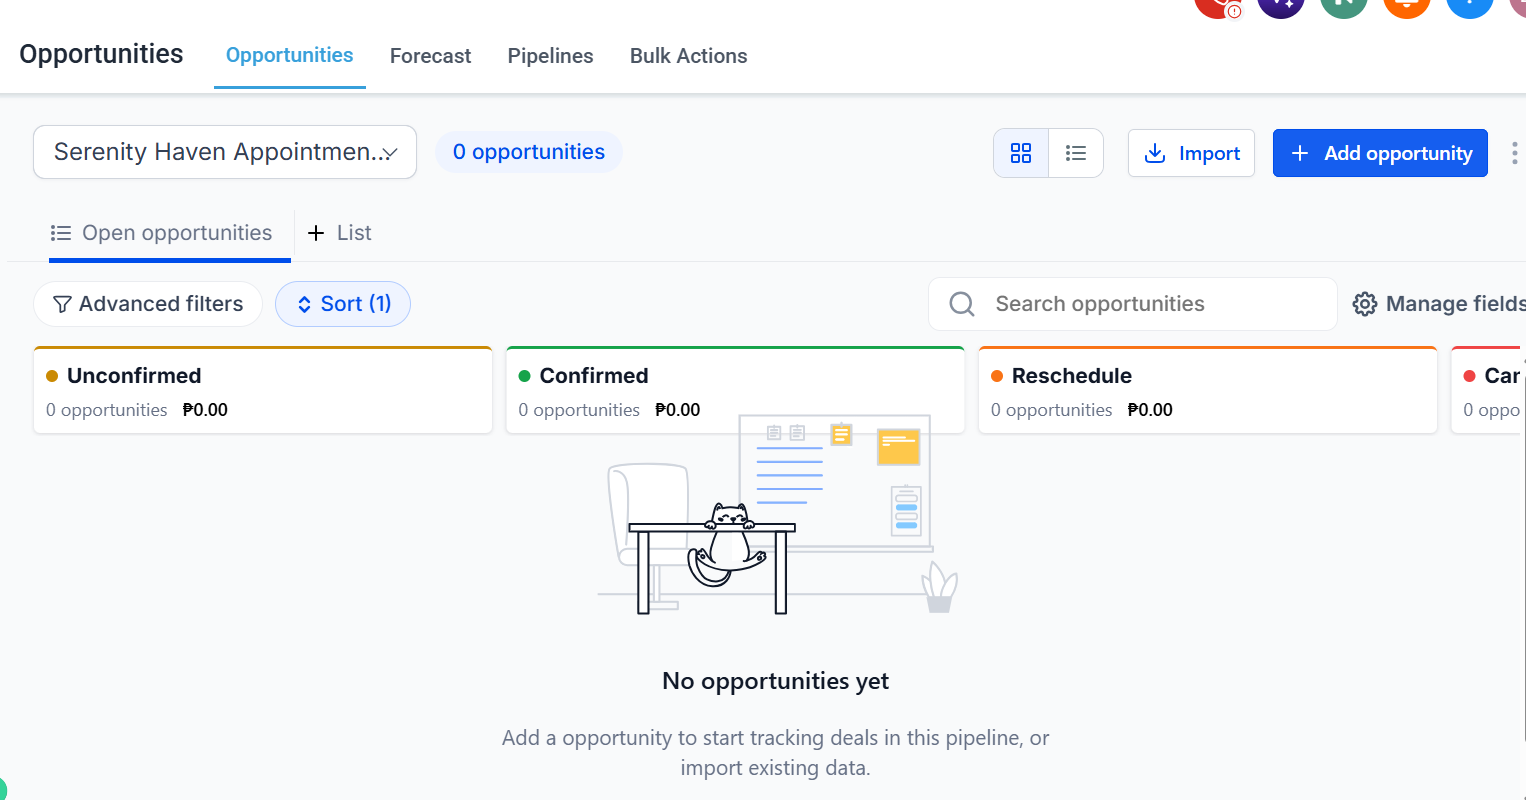 Opportunities
Opportunities Forecast Pipelines Bulk Actions
Serenity Haven Appointmen... 0 opportunities Import + Add opportunity
Open opportunities + List
Advanced filters Sort (1) Search opportunities Manage fields
Unconfirmed Confirmed Reschedule
0 opportunities ₱0.00 0 opportunities ₱0.00 0 opportunities ₱0.00 0 oppo
No opportunities yet
Add a opportunity to start tracking deals in this pipeline, or
import existing data.